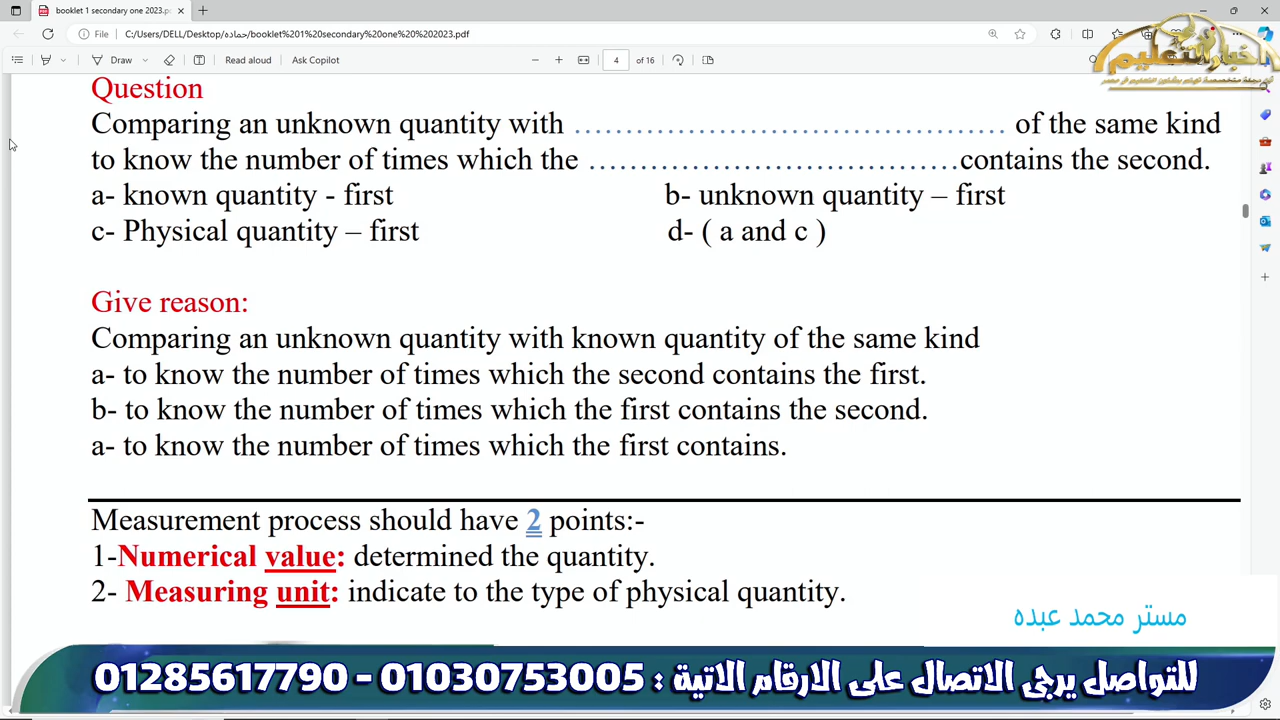 booklet 1 secondary one 2023.p
File
C:/Users/DELL/Desktop/حماده/booklet%201%20secondary%20one%20%202023.pdf
Draw
Read aloud
Ask Copilot
4 of 16
أخبار التعليم
Question
Comparing an unknown quantity with ........................................ of the same kind
to know the number of times which the ..................................contains the second.
a- known quantity - first b- unknown quantity – first
c- Physical quantity – first d- ( a and c )
Give reason:
Comparing an unknown quantity with known quantity of the same kind
a- to know the number of times which the second contains the first.
b- to know the number of times which the first contains the second.
a- to know the number of times which the first contains.
Measurement process should have 2 points:-
1-Numerical value: determined the quantity.
2- Measuring unit: indicate to the type of physical quantity.
مستر محمد عبده
للتواصل يرجى الاتصال على الارقام الاتية : 01030753005 - 01285617790